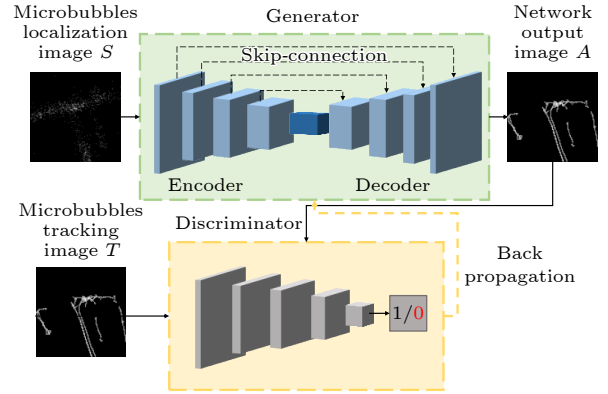 Microbubbles
localization
image S
Generator
Network
output
image A
Skip-connection
Encoder
Decoder
Microbubbles
tracking
image T
Discriminator
Back
propagation
1/0